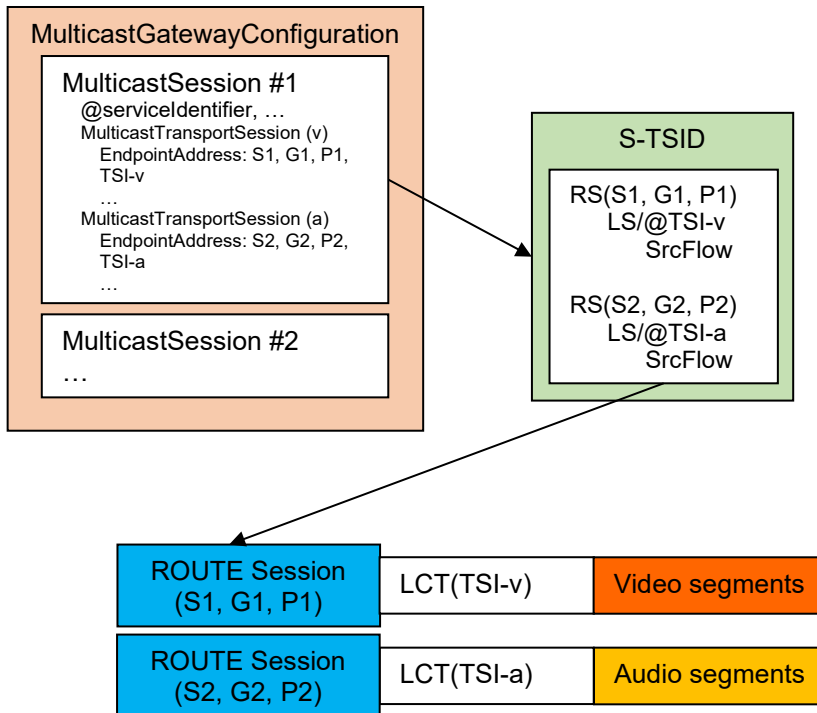 MulticastGatewayConfiguration
MulticastSession #1
@serviceIdentifier, …
MulticastTransportSession (v)
EndpointAddress: S1, G1, P1,
TSI-v
…
MulticastTransportSession (a)
EndpointAddress: S2, G2, P2,
TSI-a
…
MulticastSession #2
…
S-TSID
RS(S1, G1, P1)
LS/@TSI-v
SrcFlow
RS(S2, G2, P2)
LS/@TSI-a
SrcFlow
ROUTE Session
(S1, G1, P1)
LCT(TSI-v)
Video segments
ROUTE Session
(S2, G2, P2)
LCT(TSI-a)
Audio segments